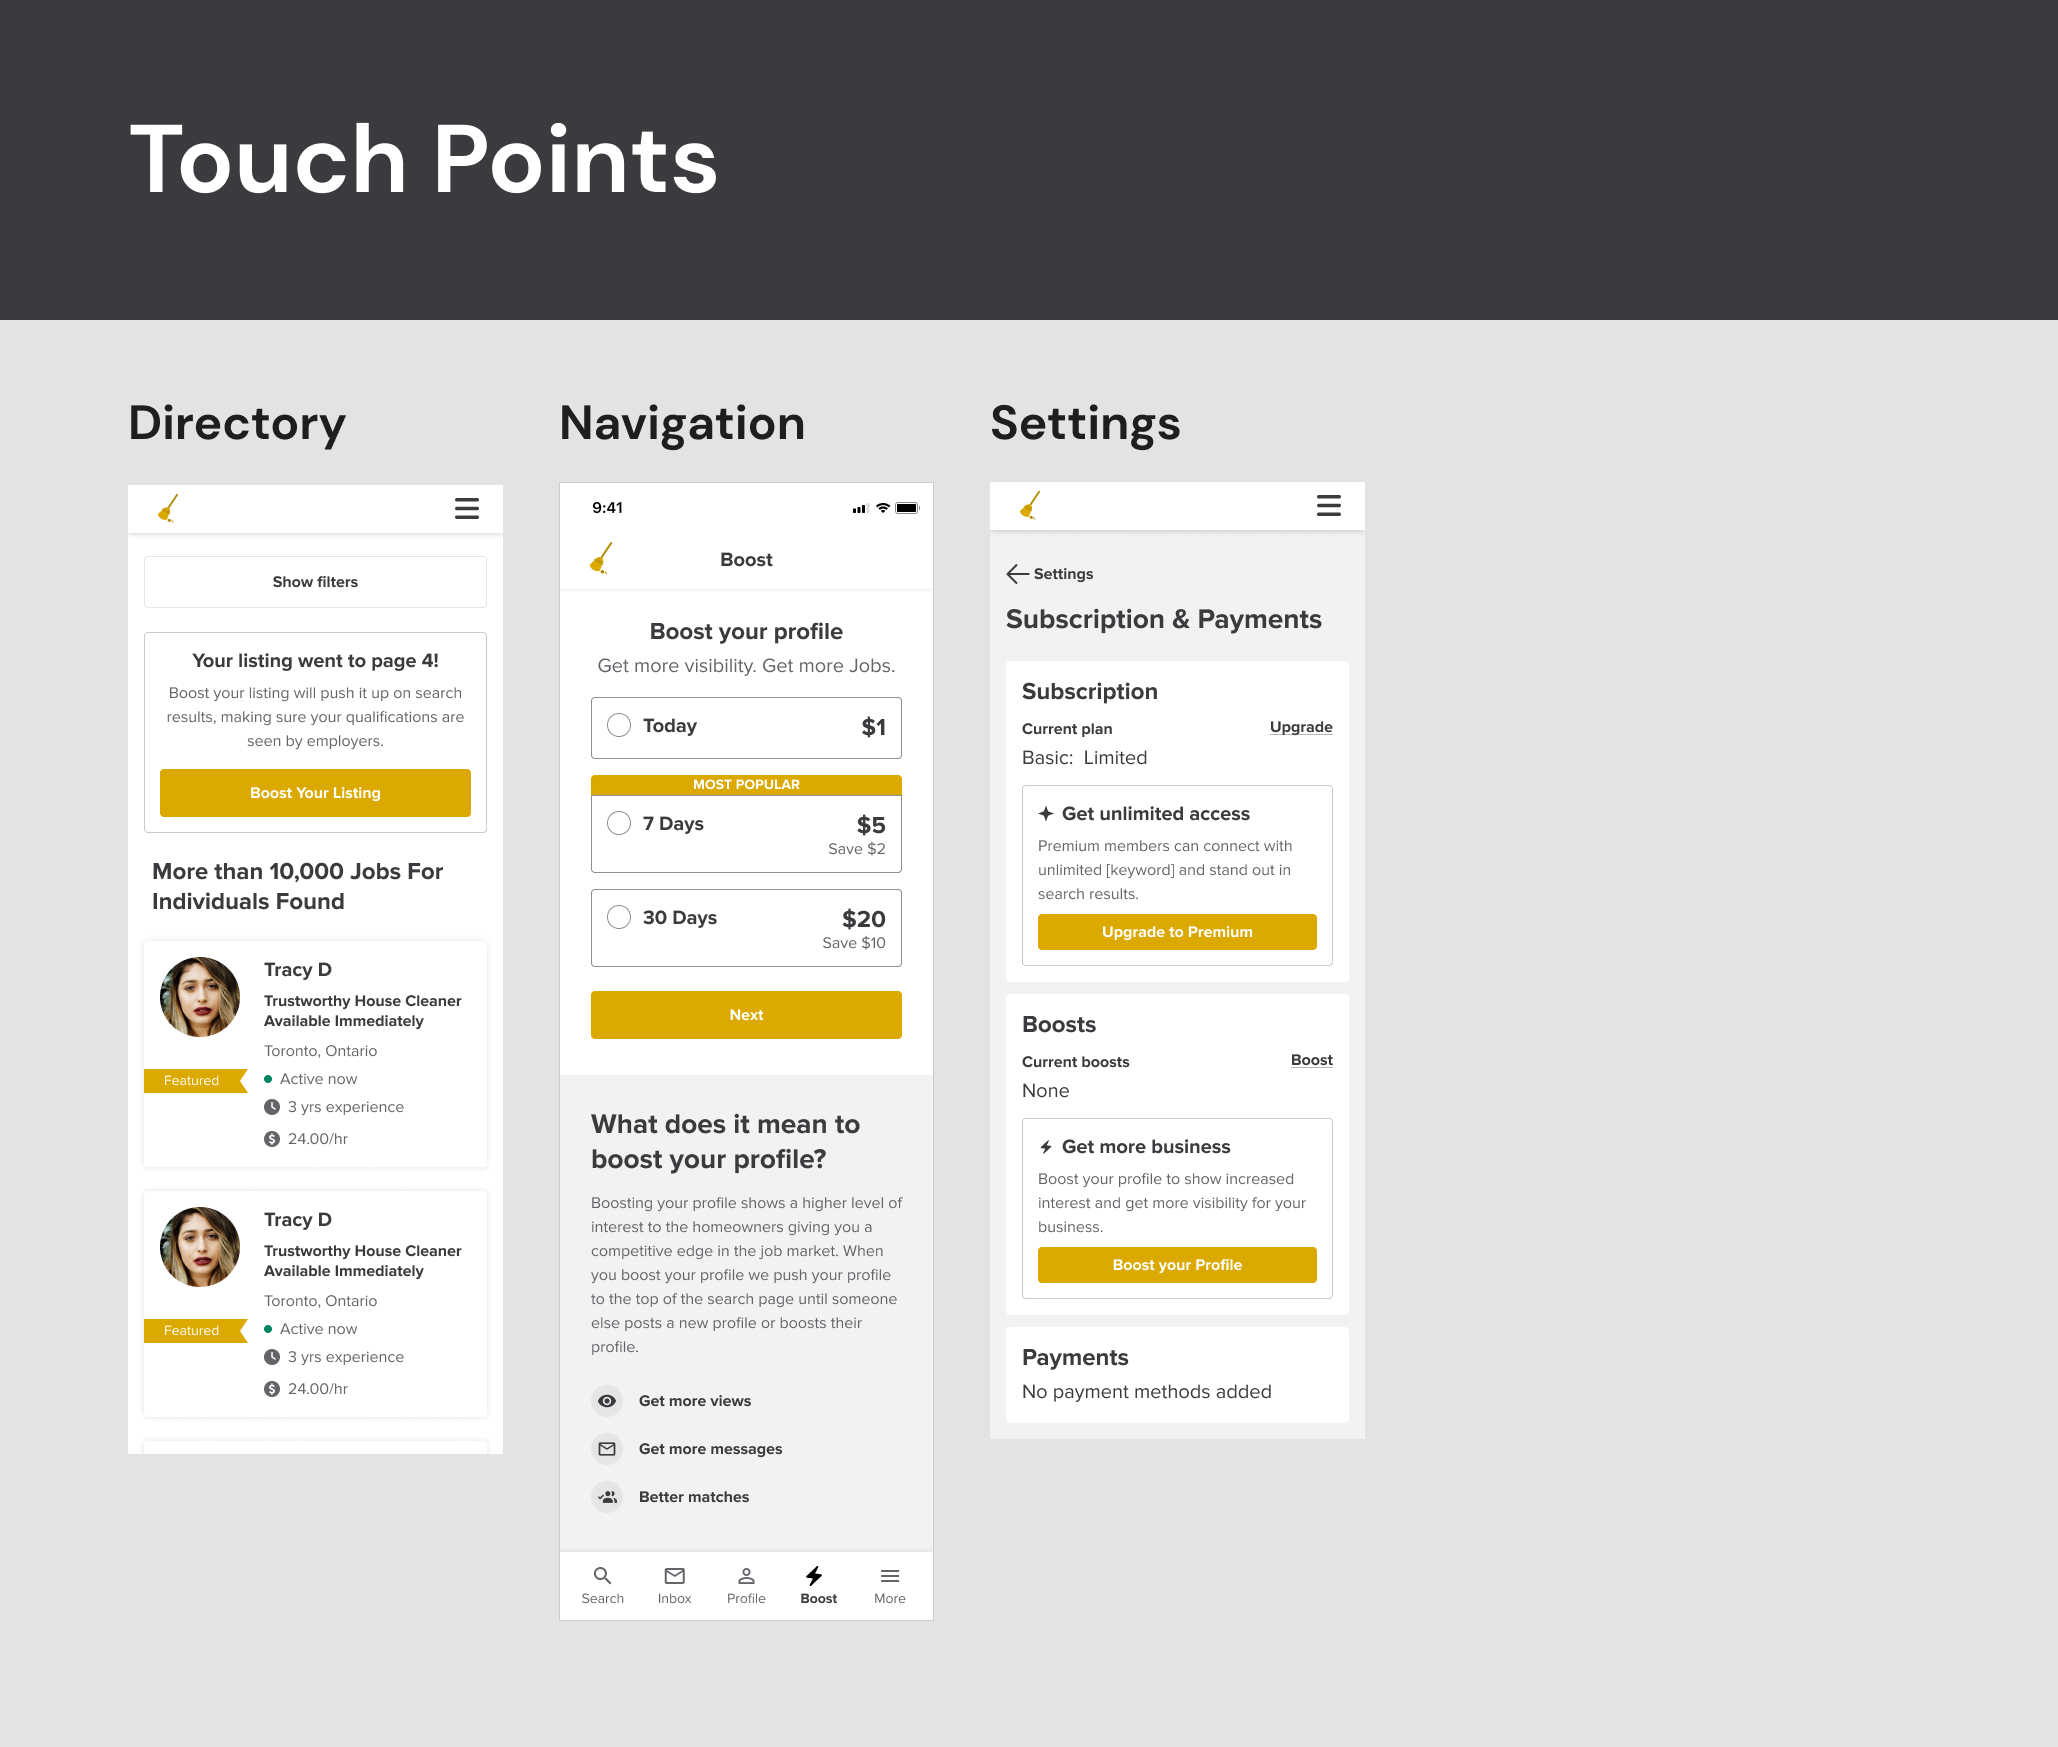 Touch Points
Directory
Show filters
Your listing went to page 4!
Boost your listing will push it up on search
results, making sure your qualifications are
seen by employers.
Boost Your Listing
More than 10,000 Jobs For
Individuals Found
Tracy D
Trustworthy House Cleaner
Available Immediately
Toronto, Ontario
Featured
Active now
3 yrs experience
24.00/hr
Tracy D
Trustworthy House Cleaner
Available Immediately
Toronto, Ontario
Featured
Active now
3 yrs experience
24.00/hr
Navigation
9:41
Boost
Boost your profile
Get more visibility. Get more Jobs.
Today $1
MOST POPULAR
7 Days $5
Save $2
30 Days $20
Save $10
Next
What does it mean to
boost your profile?
Boosting your profile shows a higher level of
interest to the homeowners giving you a
competitive edge in the job market. When
you boost your profile we push your profile
to the top of the search page until someone
else posts a new profile or boosts their
profile.
Get more views
Get more messages
Better matches
Search Inbox Profile Boost More
Settings
Settings
Subscription & Payments
Subscription
Current plan Upgrade
Basic: Limited
Get unlimited access
Premium members can connect with
unlimited [keyword] and stand out in
search results.
Upgrade to Premium
Boosts
Current boosts Boost
None
Get more business
Boost your profile to show increased
interest and get more visibility for your
business.
Boost your Profile
Payments
No payment methods added